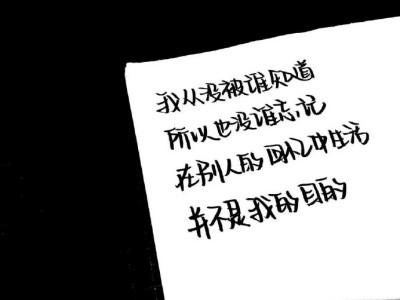 我从没被谁知道
所以也没谁忘记
在别人的回忆中生活
并不是我的目的